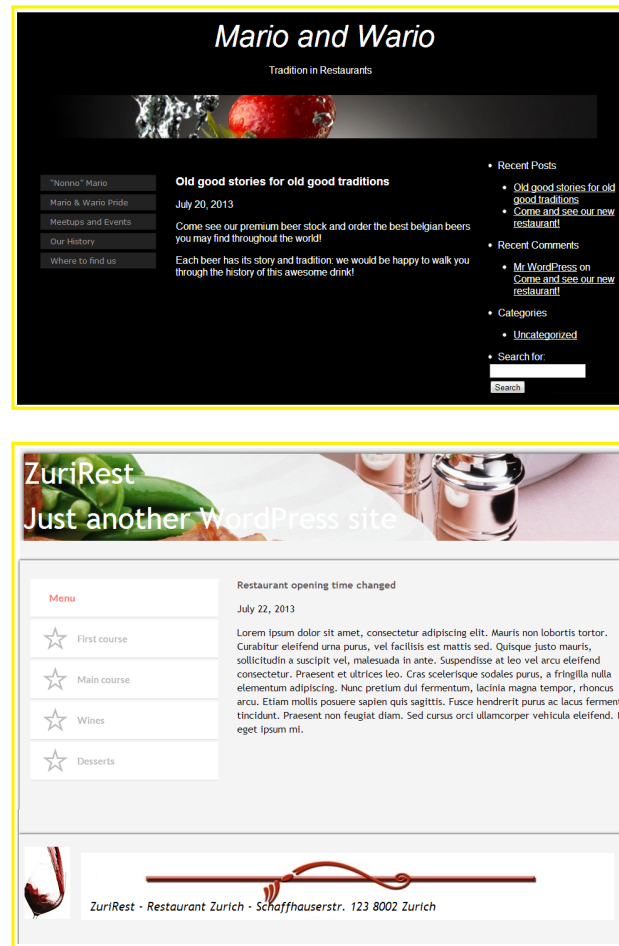 Mario and Wario
Tradition in Restaurants
"Nonno" Mario
Mario & Wario Pride
Meetups and Events
Our History
Where to find us
Old good stories for old good traditions
July 20, 2013
Come see our premium beer stock and order the best belgian beers
you may find throughout the world!
Each beer has its story and tradition: we would be happy to walk you
through the history of this awesome drink!
Recent Posts
Old good stories for old
good traditions
Come and see our new
restaurant!
Recent Comments
Mr WordPress on
Come and see our new
restaurant!
Categories
Uncategorized
Search for:
Search
ZuriRest
Just another WordPress site
Menu
First course
Main course
Wines
Desserts
Restaurant opening time changed
July 22, 2013
Lorem ipsum dolor sit amet, consectetur adipiscing elit. Mauris non lobortis tortor.
Curabitur eleifend urna purus, vel facilisis est mattis sed. Quisque justo mauris,
sollicitudin a suscipit vel, malesuada in ante. Suspendisse at leo vel arcu eleifend
consectetur. Praesent et ultrices leo. Cras scelerisque sodales purus, a fringilla nulla
elementum adipiscing. Nunc pretium dui fermentum, lacinia magna tempor, rhoncus
arcu. Etiam mollis posuere sapien quis sagittis. Fusce hendrerit purus ac lacus ferment
tincidunt. Praesent non feugiat diam. Sed cursus orci ullamcorper vehicula eleifend.
eget ipsum mi.
ZuriRest - Restaurant Zurich - Schaffhauserstr. 123 8002 Zurich